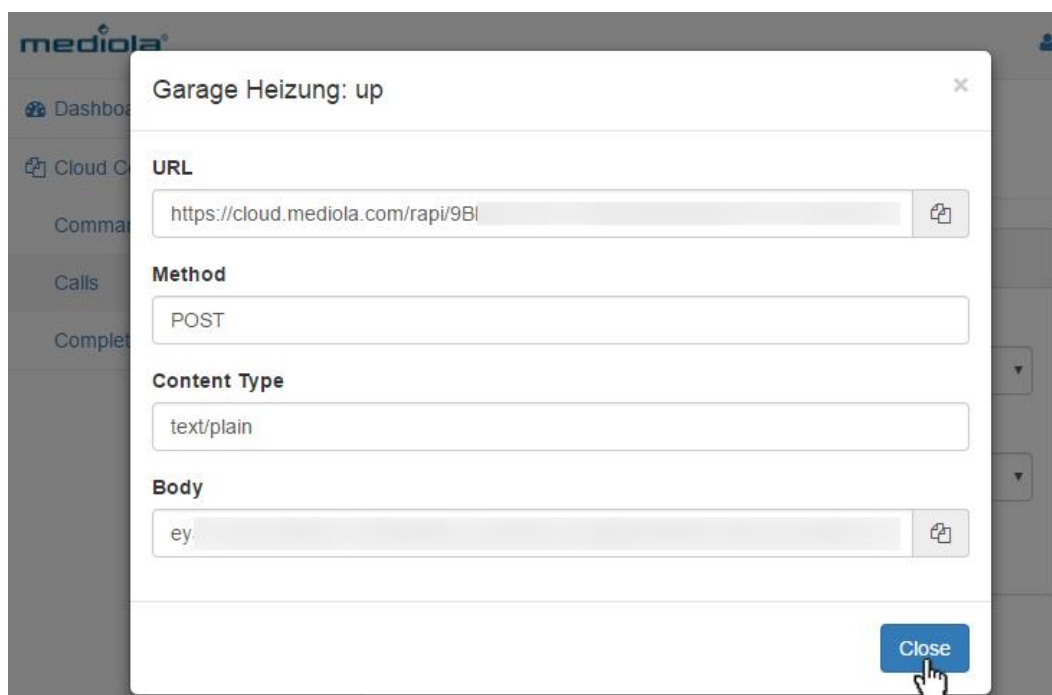 mediola®
Garage Heizung: up
×
Dashboa
Cloud C
URL
https://cloud.mediola.com/rapi/9B
Comman
Method
Calls
POST
Complet
Content Type
text/plain
Body
ey
Close